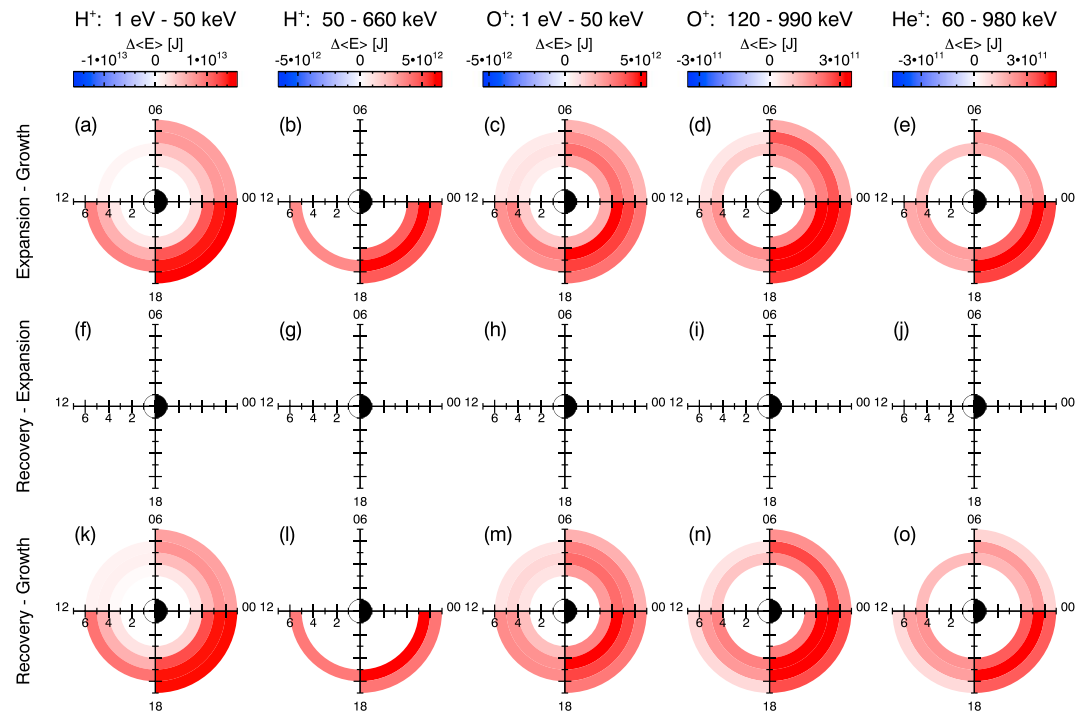 H⁺: 1 eV - 50 keV H⁺: 50 - 660 keV O⁺: 1 eV - 50 keV O⁺: 120 - 990 keV He⁺: 60 - 980 keV
Δ<E> [J] Δ<E> [J] Δ<E> [J] Δ<E> [J] Δ<E> [J]
-1•10¹³ 0 1•10¹³ -5•10¹² 0 5•10¹² -5•10¹² 0 5•10¹² -3•10¹¹ 0 3•10¹¹ -3•10¹¹ 0 3•10¹¹
Expansion - Growth
06 06 06 06 06
(a) (b) (c) (d) (e)
12 00 12 00 12 00 12 00 12 00
6 4 2 6 4 2 6 4 2 6 4 2 6 4 2
18 18 18 18 18
Recovery - Expansion
06 06 06 06 06
(f) (g) (h) (i) (j)
12 00 12 00 12 00 12 00 12 00
6 4 2 6 4 2 6 4 2 6 4 2 6 4 2
18 18 18 18 18
Recovery - Growth
06 06 06 06 06
(k) (l) (m) (n) (o)
12 00 12 00 12 00 12 00 12 00
6 4 2 6 4 2 6 4 2 6 4 2 6 4 2
18 18 18 18 18